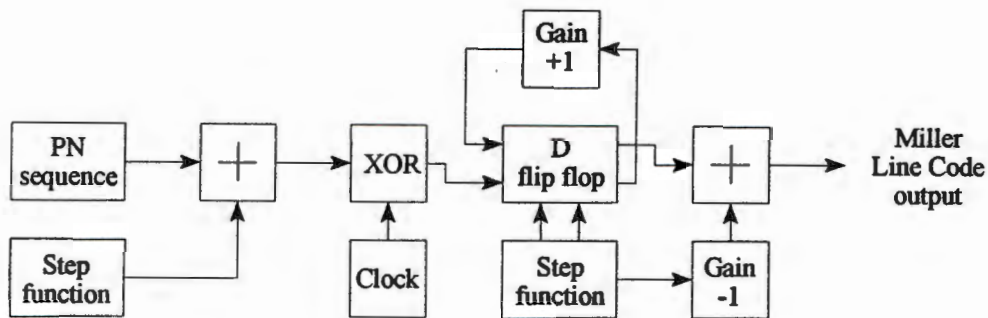 Gain
+1
PN
sequence
+
XOR
D
flip flop
+
Miller
Line Code
output
Step
function
Clock
Step
function
Gain
-1